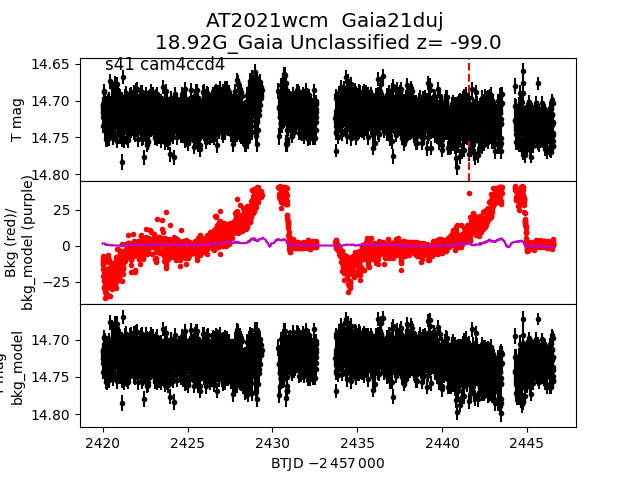 AT2021wcm  Gaia21duj
18.92G_Gaia Unclassified z= -99.0
s41 cam4ccd4
14.65
14.70
14.75
14.80
T mag
25
0
−25
Bkg (red)/
bkg_model (purple)
14.70
14.75
14.80
mag
bkg_model
2420
2425
2430
2435
2440
2445
BTJD −2 457 000